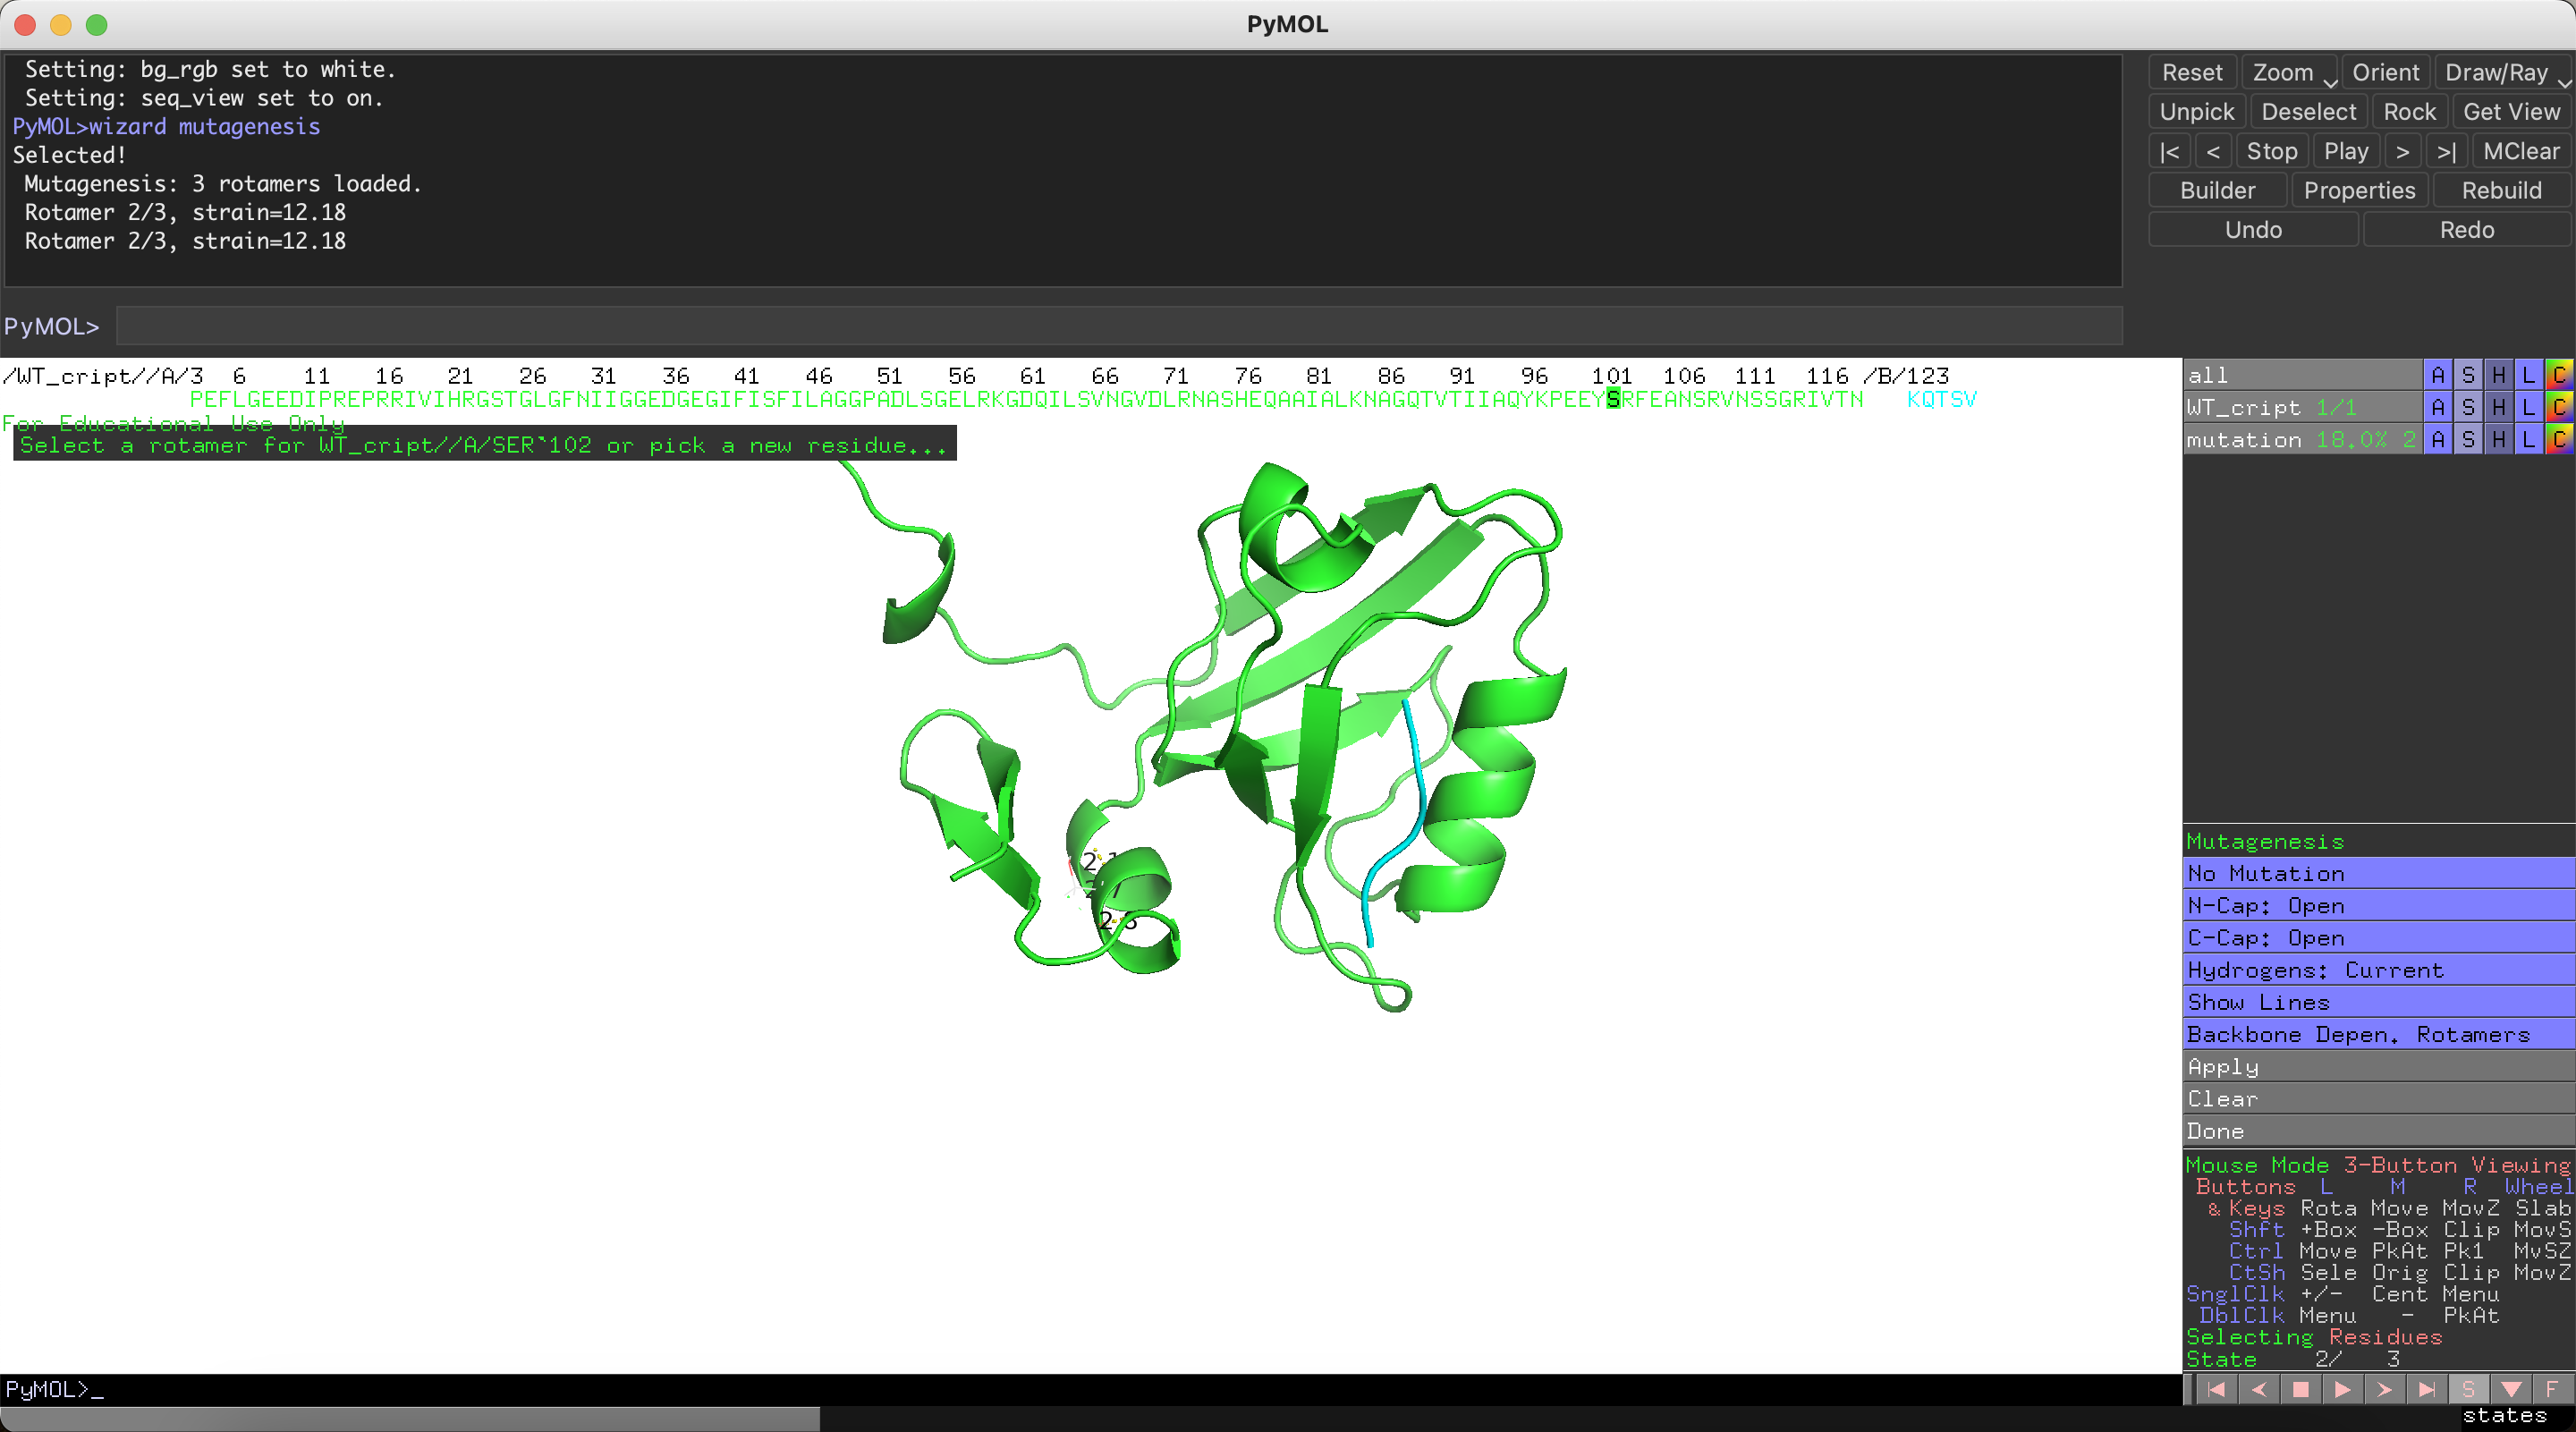 PyMOL
Setting: bg_rgb set to white.
Setting: seq_view set to on.
PyMOL>wizard mutagenesis
Selected!
Mutagenesis: 3 rotamers loaded.
Rotamer 2/3, strain=12.18
Rotamer 2/3, strain=12.18
PyMOL>
Reset Zoom Orient Draw/Ray
Unpick Deselect Rock Get View
|< < Stop Play > >| MClear
Builder Properties Rebuild
Undo Redo
/WT_cript//A/3 6 11 16 21 26 31 36 41 46 51 56 61 66 71 76 81 86 91 96 101 106 111 116 /B/123
PEFLGEEDIPREPRRIVIHRGSTGLGFNIIGGEDGEGIFISFILAGGPADLSGELRKGDQILSVNGVDLRNASHEQAAIALKNAGQTVTIIAQYKPEEYSRFEANSRVNSSGRIVTN KQTSV
For Educational Use Only
Select a rotamer for WT_cript//A/SER`102 or pick a new residue...
all A S H L C
WT_cript 1/1 A S H L C
mutation 18.0% 2 A S H L C
Mutagenesis
No Mutation
N-Cap: Open
C-Cap: Open
Hydrogens: Current
Show Lines
Backbone Depen. Rotamers
Apply
Clear
Done
Mouse Mode 3-Button Viewing
Buttons L M R Wheel
& Keys Rota Move MovZ Slab
Shft +Box -Box Clip MovS
Ctrl Move PkAt Pk1 MvSZ
CtSh Sele Orig Clip MovZ
SnglClk +/- Cent Menu
DblClk Menu - PkAt
Selecting Residues
State 2/ 3
PyMOL>_
S F
states